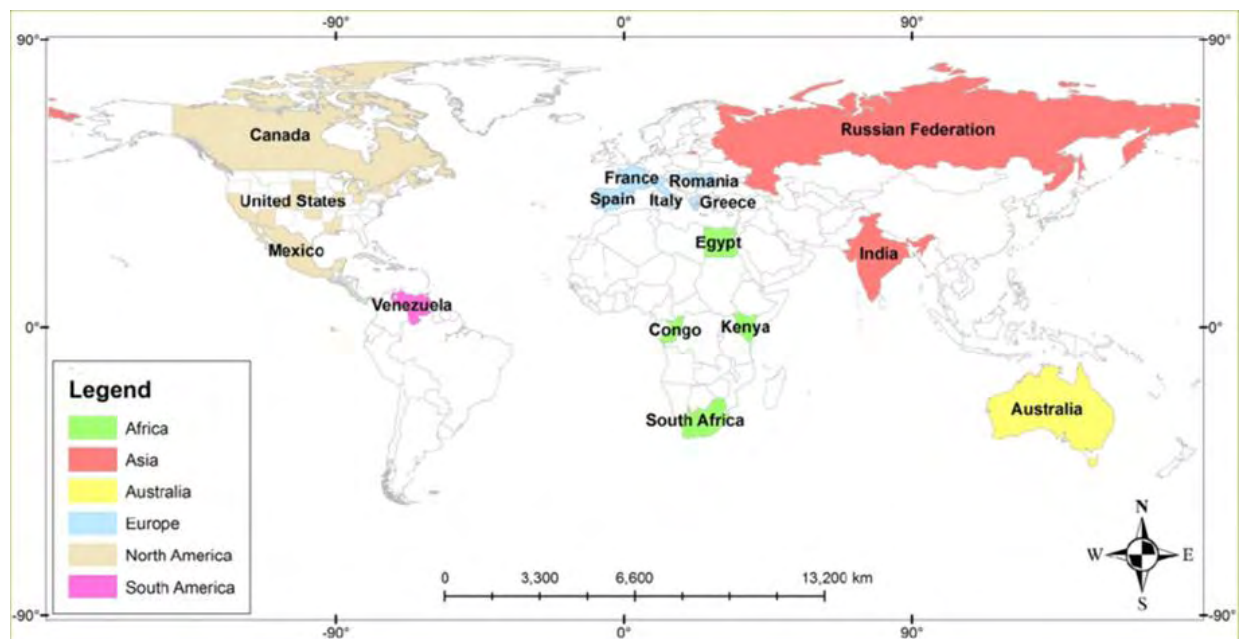 -90° 0° 90°
90° 90°
Canada
Russian Federation
France Romania
United States Spain Italy Greece
Mexico
Egypt
India
Venezuela
0° Congo Kenya 0°
Legend
Africa
Asia
Australia
Europe
North America
South America
South Africa
Australia
N
W E
S
0 3,300 6,600 13,200 km
-90° -90°
-90° 0° 90°